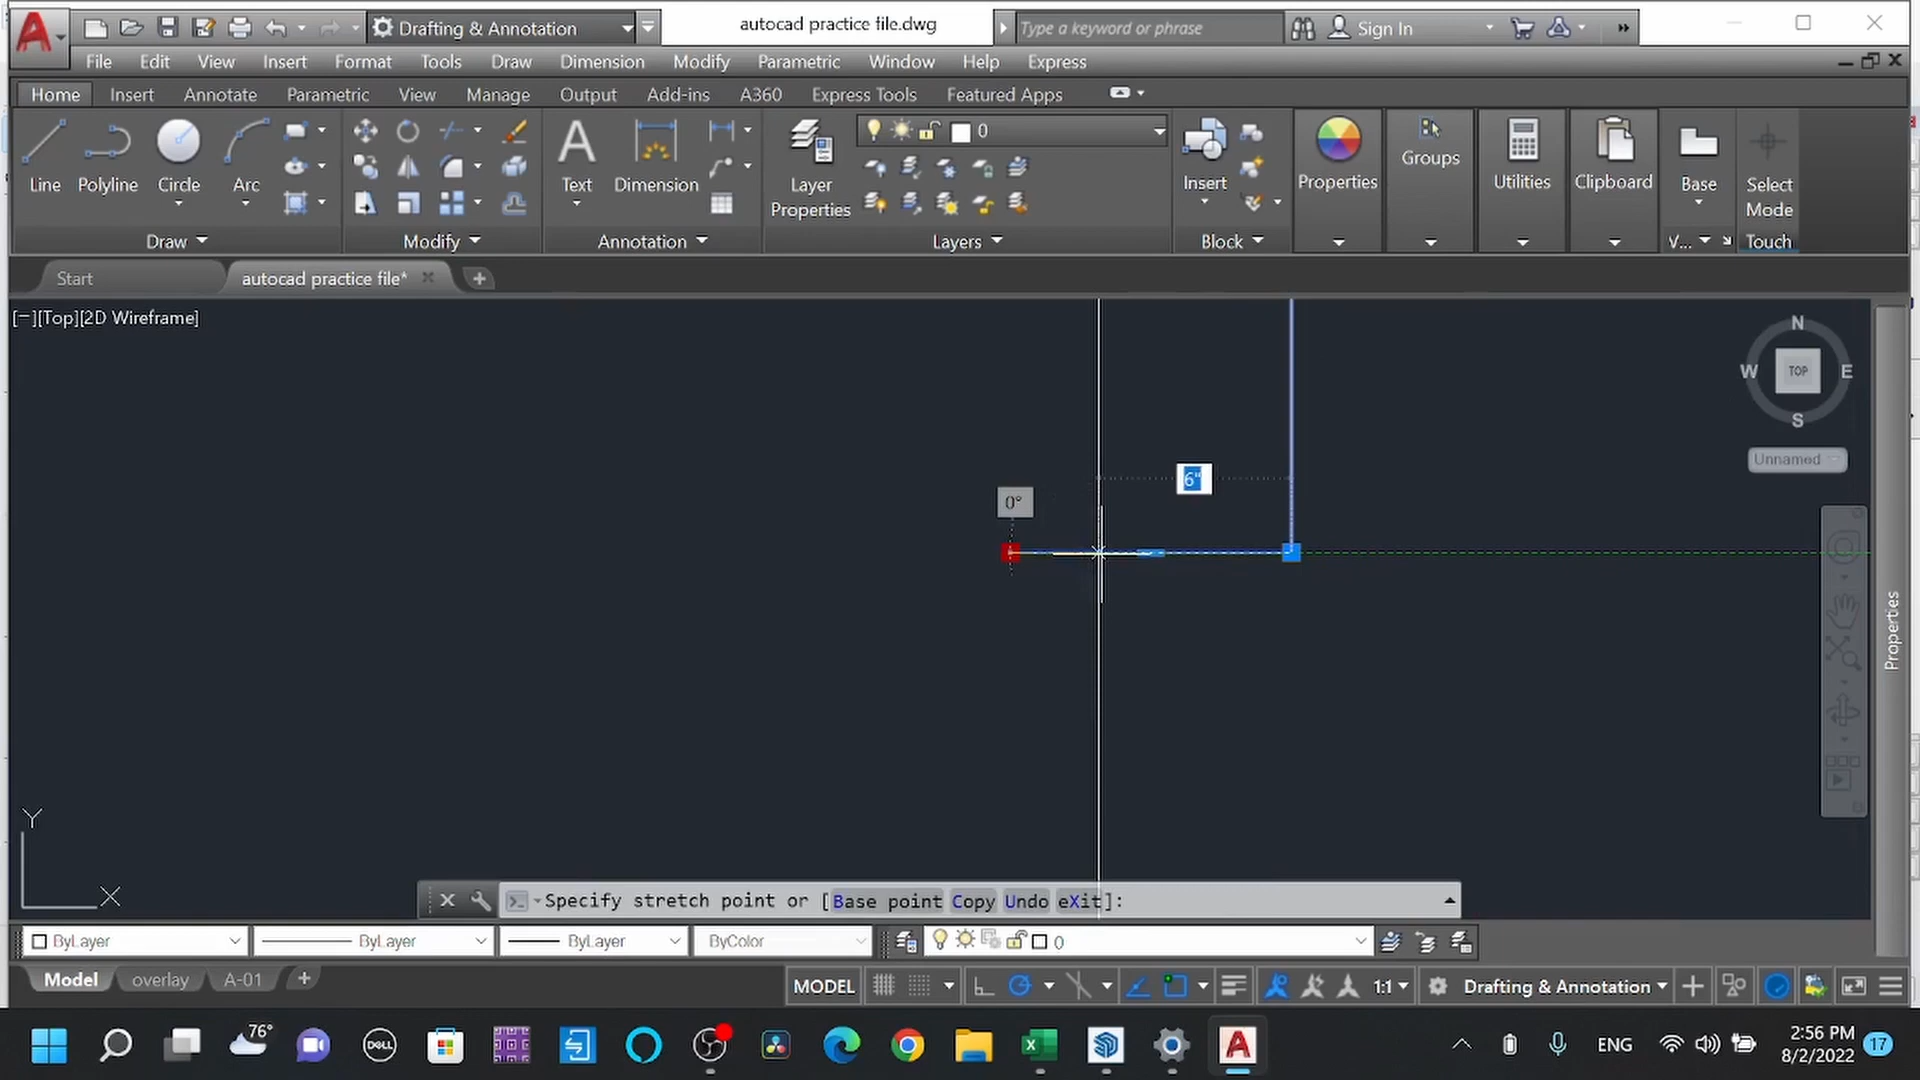 Drafting & Annotation
autocad practice file.dwg
Type a keyword or phrase
Sign In
File Edit View Insert Format Tools Draw Dimension Modify Parametric Window Help Express
Home Insert Annotate Parametric View Manage Output Add-ins A360 Express Tools Featured Apps
Line Polyline Circle Arc
Text Dimension
Layer Properties
0
Insert
Properties
Groups
Utilities
Clipboard
Base
Select Mode
Draw Modify Annotation Layers Block V... Touch
Start autocad practice file*
[−][Top][2D Wireframe]
N
W TOP E
S
Unnamed
6"
0°
Properties
Y
X
Specify stretch point or [Base point Copy Undo eXit]:
ByLayer ByLayer ByLayer ByColor 0
Model overlay A-01
MODEL 1:1 Drafting & Annotation
76°
DELL
ENG
2:56 PM
8/2/2022
17